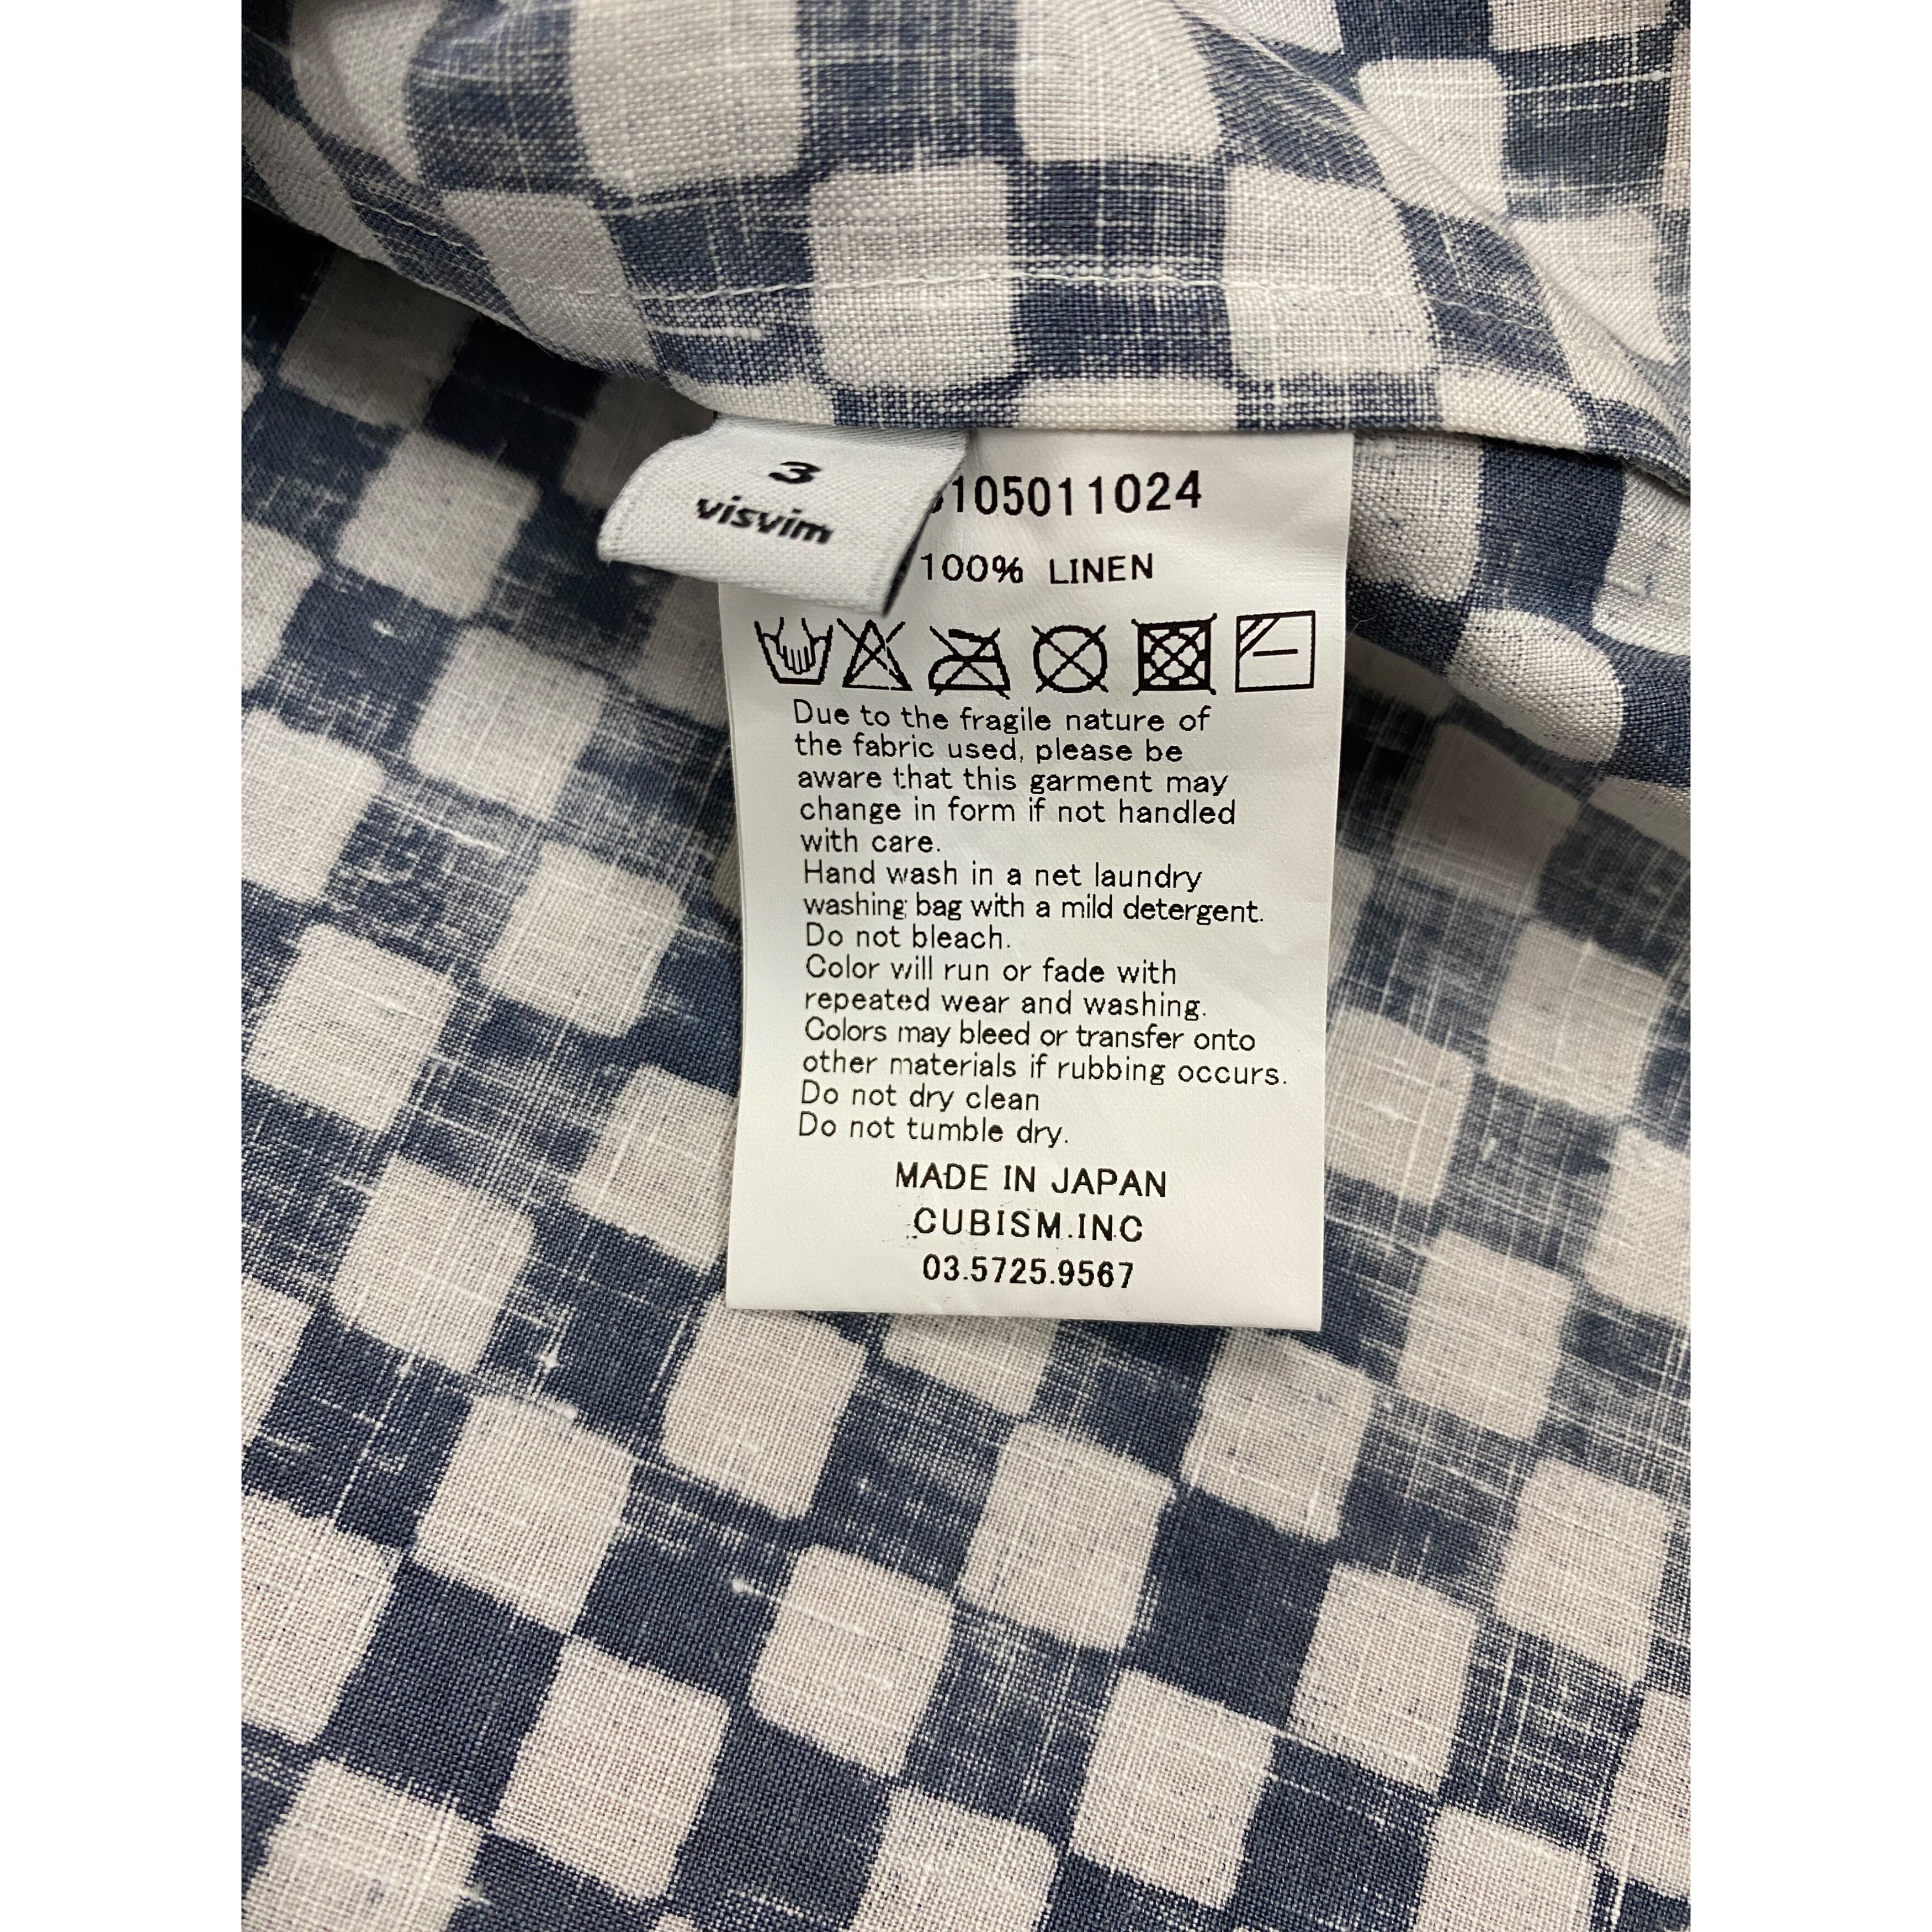 3
visvim
105011024
100% LINEN
Due to the fragile nature of
the fabric used, please be
aware that this garment may
change in form if not handled
with care.
Hand wash in a net laundry
washing bag with a mild detergent.
Do not bleach.
Color will run or fade with
repeated wear and washing.
Colors may bleed or transfer onto
other materials if rubbing occurs.
Do not dry clean
Do not tumble dry.
MADE IN JAPAN
CUBISM.INC
03.5725.9567